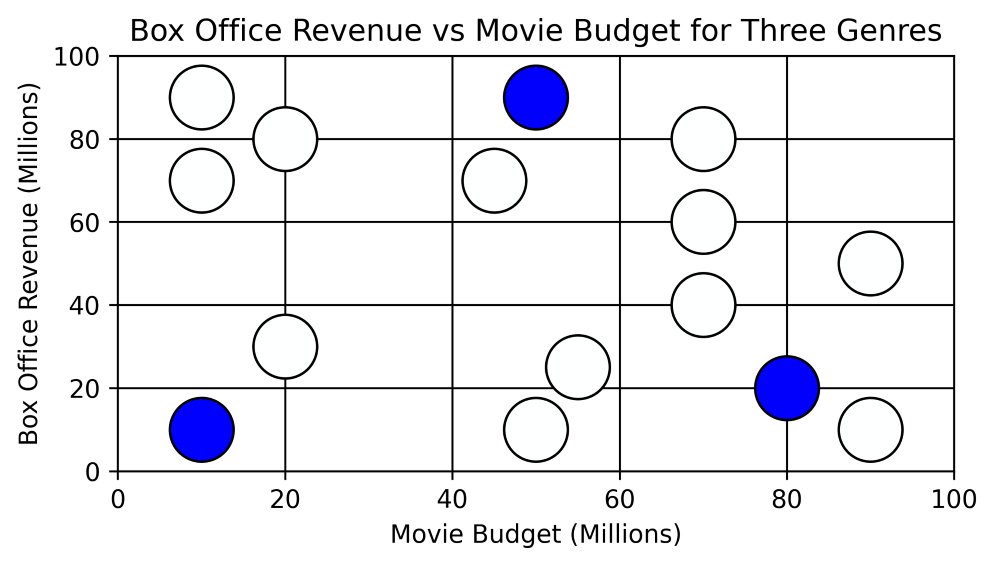 Box Office Revenue vs Movie Budget for Three Genres
Box Office Revenue (Millions)
100
80
60
40
20
0
0 20 40 60 80 100
Movie Budget (Millions)